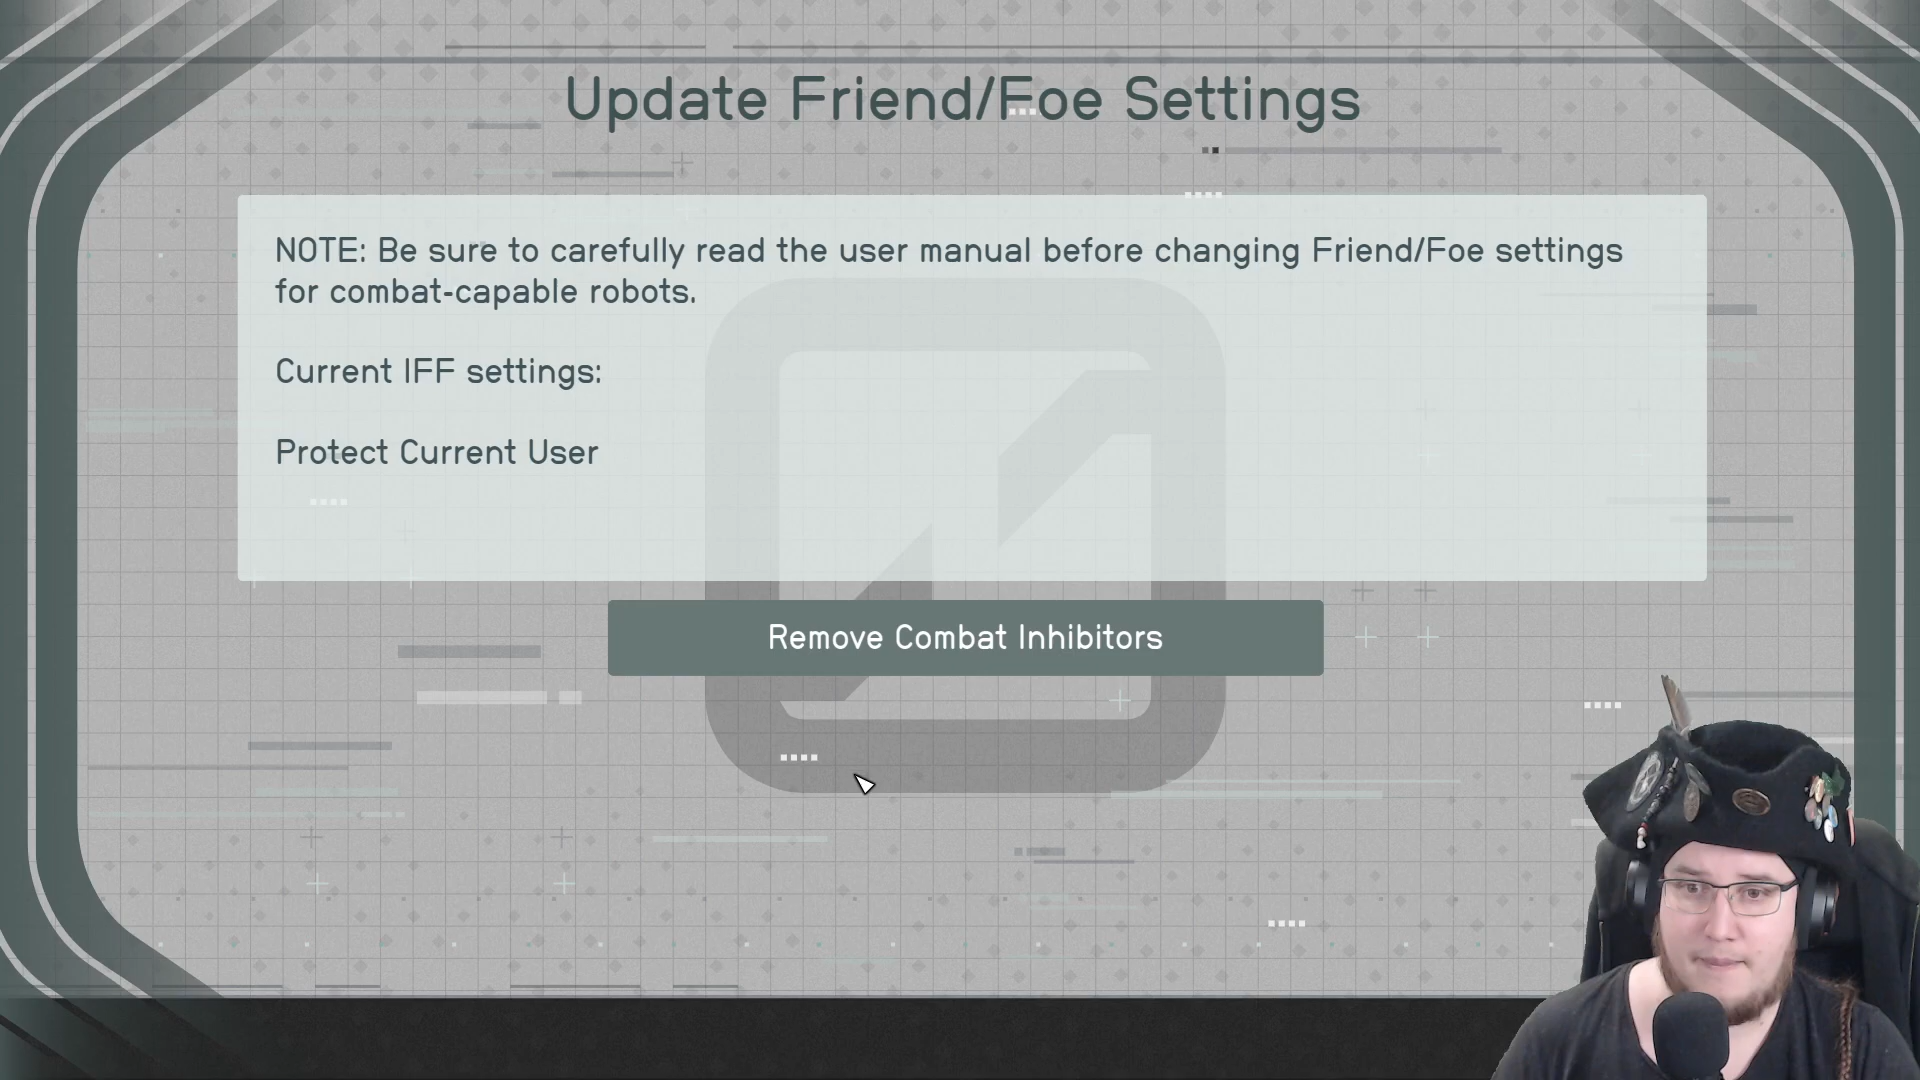 Update Friend/Foe Settings
NOTE: Be sure to carefully read the user manual before changing Friend/Foe settings
for combat-capable robots.
Current IFF settings:
Protect Current User
Remove Combat Inhibitors